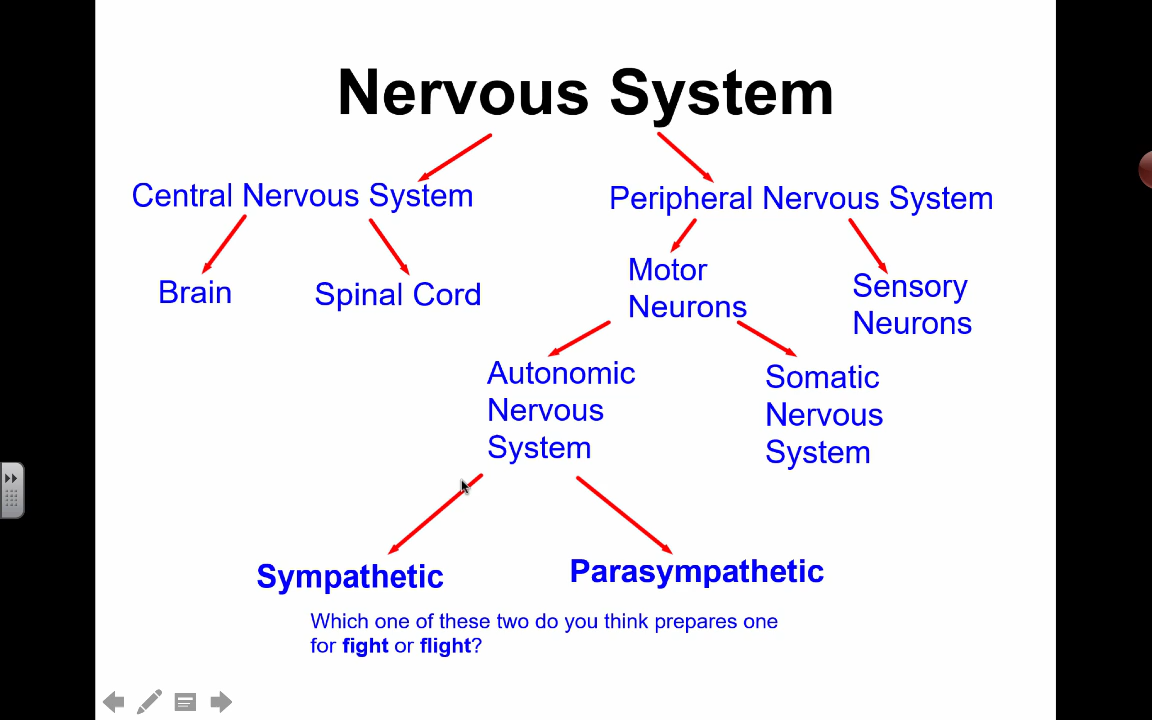 Nervous System
Central Nervous System
Peripheral Nervous System
Brain
Spinal Cord
Motor
Neurons
Sensory
Neurons
Autonomic
Nervous
System
Somatic
Nervous
System
Sympathetic
Parasympathetic
Which one of these two do you think prepares one
for fight or flight?